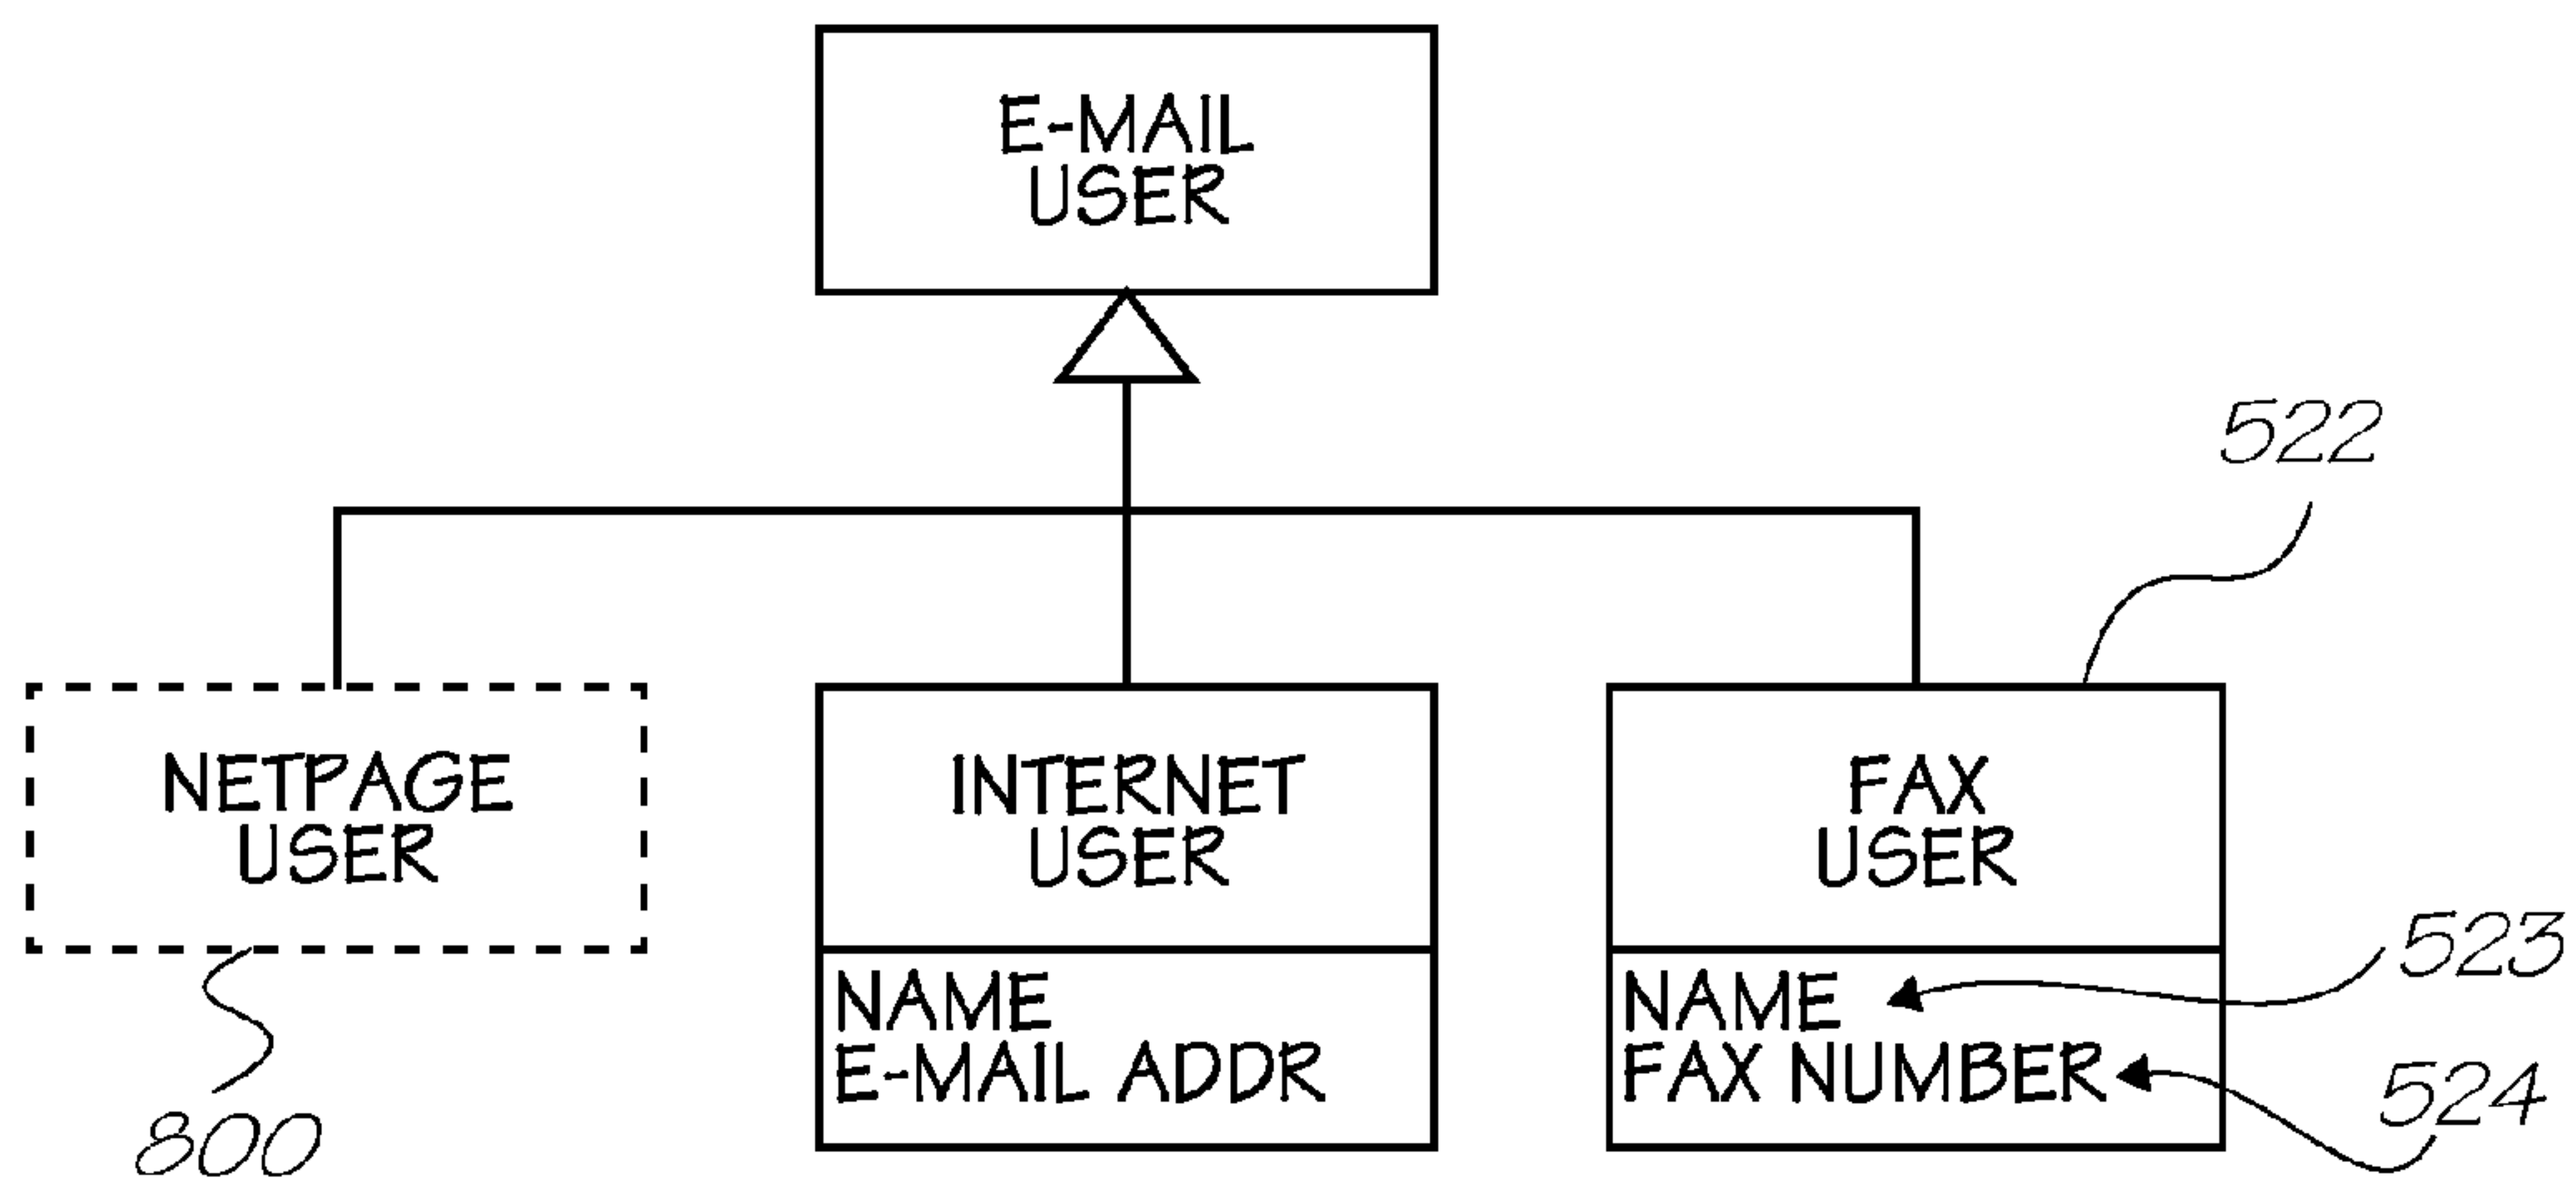 E-MAIL
USER
522
NETPAGE
USER
INTERNET
USER
FAX
USER
NAME
E-MAIL ADDR
NAME
FAX NUMBER
523
524
800